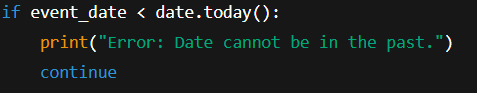 if event_date < date.today():
    print("Error: Date cannot be in the past.")
    continue